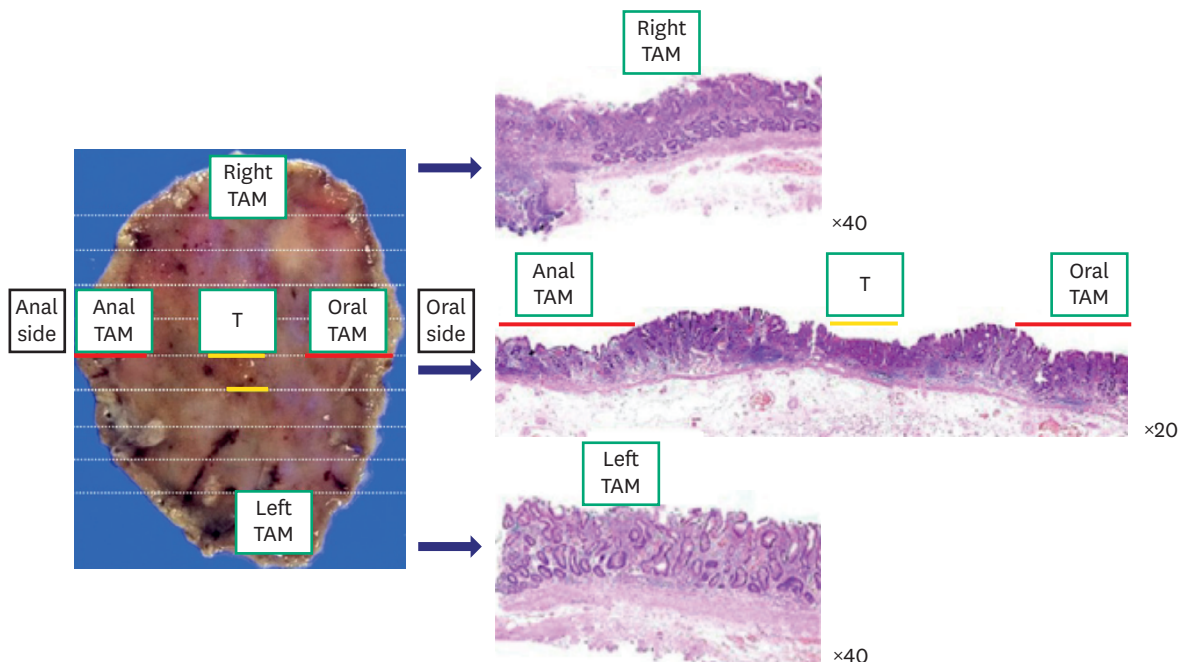 Right
TAM
×40
Right
TAM
Anal
side
Anal
TAM
T
Oral
TAM
Oral
side
Left
TAM
Anal
TAM
T
Oral
TAM
×20
Left
TAM
×40